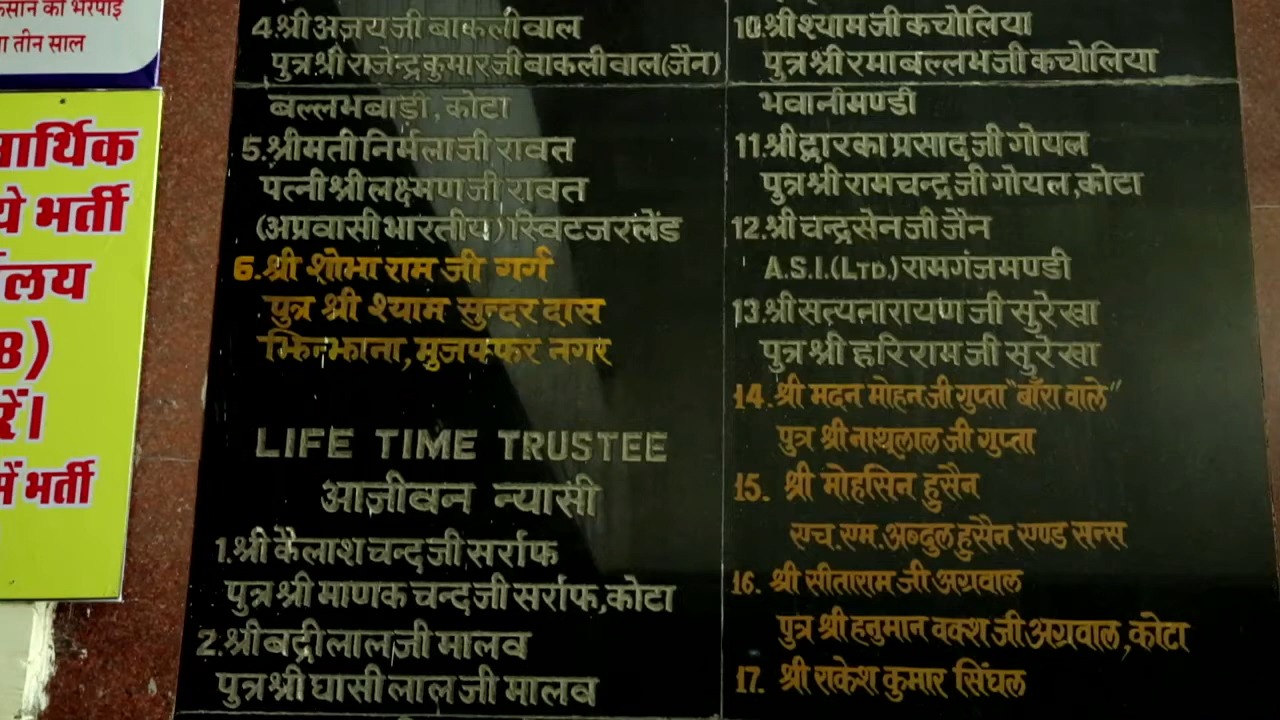 तीन साल
आर्थिक
ये भर्ती
में भर्ती
4.श्री अजय जी बाकलीवाल
पुत्र श्री राजेन्द्र कुमार जी बाकलीवाल(जैन)
बल्लभबाड़ी, कोटा
5.श्रीमती निर्मला जी रावत
पत्नी श्री लक्ष्मण जी रावत
(अप्रवासी भारतीय) स्विटजरलेंड
6.श्री शोभा राम जी गर्ग
पुत्र श्री श्याम सुन्दर दास
झिन्झाना, मुजफ्फर नगर
LIFE TIME TRUSTEE
आजीवन न्यासी
1.श्री कैलाश चन्द जी सर्राफ
पुत्र श्री माणक चन्द जी सर्राफ,कोटा
2.श्री बद्री लाल जी मालव
पुत्र श्री घासी लाल जी मालव
10.श्री श्याम जी कचोलिया
पुत्र श्री रमा बल्लभ जी कचोलिया
भवानीमण्डी
11.श्री द्वारका प्रसाद जी गोयल
पुत्र श्री रामचन्द्र जी गोयल,कोटा
12.श्री चन्द्रसेन जी जैन
A.S.I.(LTD.) रामगंजमण्डी
13.श्री सत्यनारायण जी सुरेखा
पुत्र श्री हरिराम जी सुरेखा
14.श्री मदन मोहन जी गुप्ता "बाँरा वाले"
पुत्र श्री नाथूलाल जी गुप्ता
15. श्री मोहसिन हुसैन
एच.एम.अब्दुल हुसैन एण्ड सन्स
16. श्री सीताराम जी अग्रवाल
पुत्र श्री हनुमान वक्श जी अग्रवाल,कोटा
17. श्री राकेश कुमार सिंघल